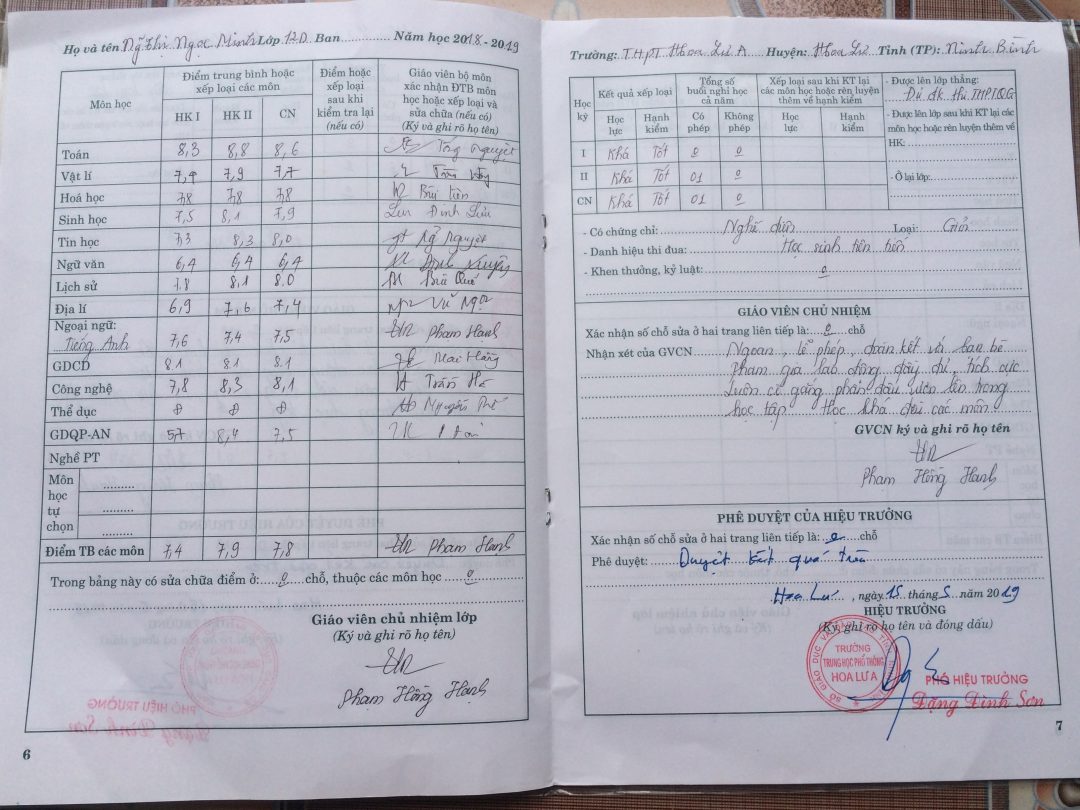 Họ và tên Ng Thị Ngọc Minh Lớp 12D Ban ............ Năm học 2018 - 2019
Môn học
Điểm trung bình hoặc
xếp loại các môn
HK I HK II CN
Điểm hoặc
xếp loại
sau khi
kiểm tra lại
(nếu có)
Giáo viên bộ môn
xác nhận ĐTB môn
học hoặc xếp loại và
sửa chữa (nếu có)
(Ký và ghi rõ họ tên)
Toán 8,3 8,8 8,6 Tống Nguyệt
Vật lí 7,4 7,9 7,7
Hoá học 7,8 7,8 7,8 Bùi Liên
Sinh học 7,5 8,1 7,9 Lưu Đình Lưu
Tin học 7,3 8,3 8,0 Ng Nguyệt
Ngữ văn 6,4 6,4 6,4
Lịch sử 7.8 8.1 8.0 Bùi
Địa lí 6,9 7,6 7,4 Vũ Nga
Ngoại ngữ:
Tiếng Anh 7,6 7,4 7,5 Phạm Hanh
GDCD 8.1 8.1 8.1 Mai Hằng
Công nghệ 7,8 8,3 8,1 Trần Hà
Thể dục Đ Đ Đ Nguyễn
GDQP-AN 5,7 8,4 7,5
Nghề PT
Môn
học
tự
chọn
.........
.........
.........
Điểm TB các môn 7,4 7,9 7,8 Phạm Hanh
Trong bảng này có sửa chữa điểm ở: 0 chỗ, thuộc các môn học 0
Giáo viên chủ nhiệm lớp
(Ký và ghi rõ họ tên)
Phạm Hồng Hạnh
6
Trường: THPT Hoa Lư A Huyện: Hoa Lư Tỉnh (TP): Ninh Bình
Học
kỳ
Kết quả xếp loại
Học
lực
Hạnh
kiểm
Tổng số
buổi nghỉ học
cả năm
Có
phép
Không
phép
Xếp loại sau khi KT lại
các môn học hoặc rèn luyện
thêm về hạnh kiểm
Học
lực
Hạnh
kiểm
- Được lên lớp thẳng:
Đủ đk thi THPTQG
- Được lên lớp sau khi KT lại các
môn học hoặc rèn luyện thêm về
HK:
- Ở lại lớp:
I Khá Tốt 0 0
II Khá Tốt 01 0
CN Khá Tốt 01 0
- Có chứng chỉ: Nghề điện Loại: Giỏi
- Danh hiệu thi đua: Học sinh tiên tiến
- Khen thưởng, kỷ luật: 0
GIÁO VIÊN CHỦ NHIỆM
Xác nhận số chỗ sửa ở hai trang liên tiếp là: 0 chỗ
Nhận xét của GVCN Ngoan, lễ phép, đoàn kết với bạn bè
Tham gia lao động đầy đủ, tích cực
Luôn cố gắng phấn đấu vươn lên trong
học tập Học khá đều các môn.
GVCN ký và ghi rõ họ tên
Phạm Hồng Hạnh
PHÊ DUYỆT CỦA HIỆU TRƯỞNG
Xác nhận số chỗ sửa ở hai trang liên tiếp là: 0 chỗ
Phê duyệt: Duyệt kết quả trên
Hoa Lư, ngày 15 tháng 5 năm 2019
HIỆU TRƯỞNG
(Ký, ghi rõ họ tên và đóng dấu)
TRƯỜNG
TRUNG HỌC PHỔ THÔNG
HOA LƯ A
PHÓ HIỆU TRƯỞNG
Đặng Đình Sơn
7